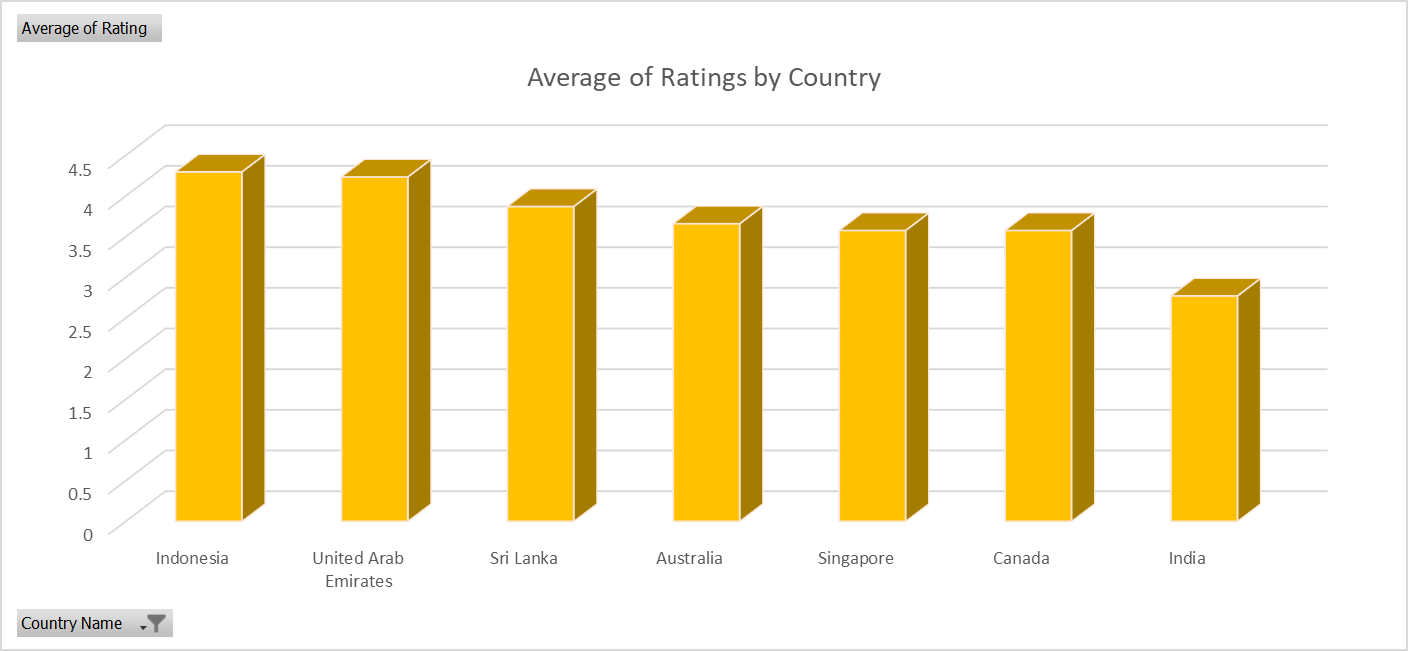 Average of Rating
Average of Ratings by Country
4.5
4
3.5
3
2.5
2
1.5
1
0.5
0
Indonesia
United Arab
Emirates
Sri Lanka
Australia
Singapore
Canada
India
Country Name